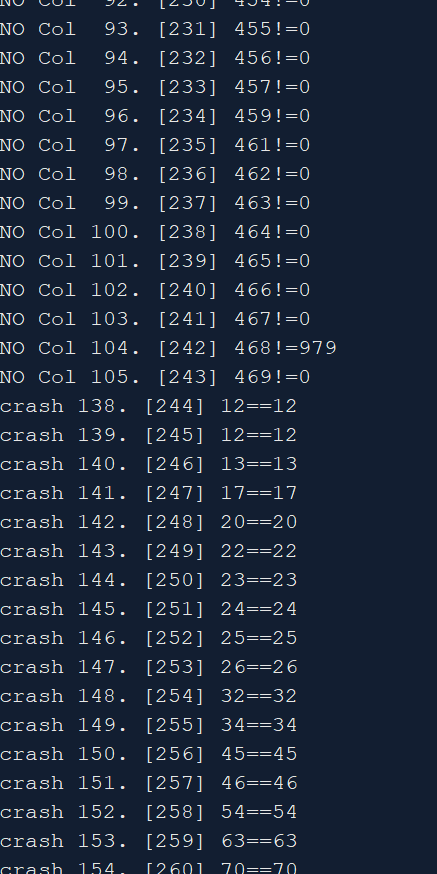 NO Col  92. [230] 454!=0
NO Col  93. [231] 455!=0
NO Col  94. [232] 456!=0
NO Col  95. [233] 457!=0
NO Col  96. [234] 459!=0
NO Col  97. [235] 461!=0
NO Col  98. [236] 462!=0
NO Col  99. [237] 463!=0
NO Col 100. [238] 464!=0
NO Col 101. [239] 465!=0
NO Col 102. [240] 466!=0
NO Col 103. [241] 467!=0
NO Col 104. [242] 468!=979
NO Col 105. [243] 469!=0
crash 138. [244] 12==12
crash 139. [245] 12==12
crash 140. [246] 13==13
crash 141. [247] 17==17
crash 142. [248] 20==20
crash 143. [249] 22==22
crash 144. [250] 23==23
crash 145. [251] 24==24
crash 146. [252] 25==25
crash 147. [253] 26==26
crash 148. [254] 32==32
crash 149. [255] 34==34
crash 150. [256] 45==45
crash 151. [257] 46==46
crash 152. [258] 54==54
crash 153. [259] 63==63
crash 154. [260] 70==70